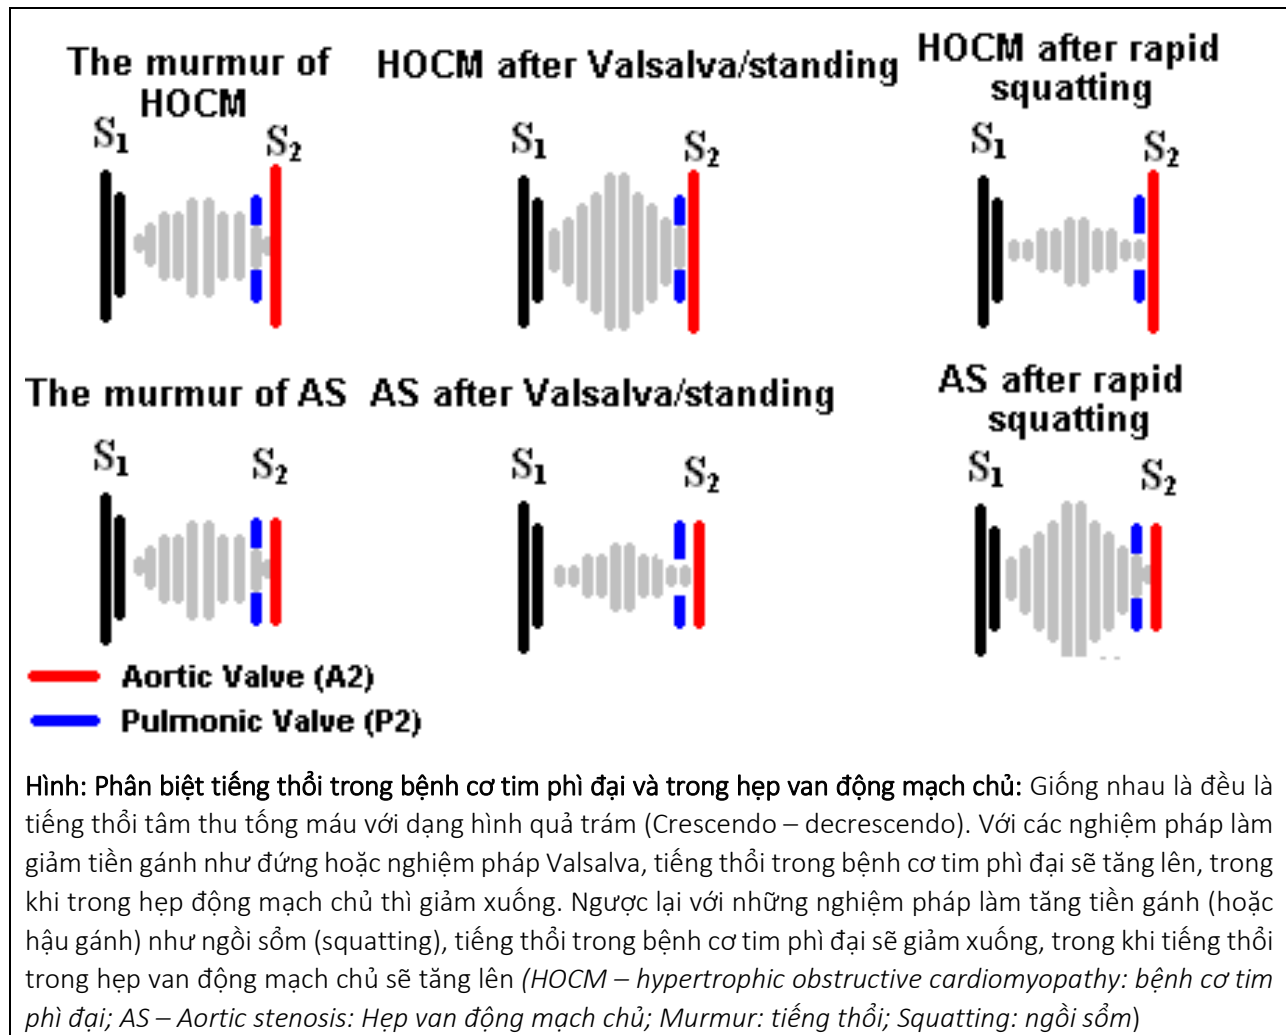 The murmur of
HOCM
HOCM after Valsalva/standing
HOCM after rapid
squatting
S₁ S₂
S₁ S₂
S₁ S₂
The murmur of AS
AS after Valsalva/standing
AS after rapid
squatting
S₁ S₂
S₁ S₂
S₁ S₂
Aortic Valve (A2)
Pulmonic Valve (P2)
Hình: Phân biệt tiếng thổi trong bệnh cơ tim phì đại và trong hẹp van động mạch chủ: Giống nhau là đều là
tiếng thổi tâm thu tống máu với dạng hình quả trám (Crescendo – decrescendo). Với các nghiệm pháp làm
giảm tiền gánh như đứng hoặc nghiệm pháp Valsalva, tiếng thổi trong bệnh cơ tim phì đại sẽ tăng lên, trong
khi trong hẹp động mạch chủ thì giảm xuống. Ngược lại với những nghiệm pháp làm tăng tiền gánh (hoặc
hậu gánh) như ngồi sổm (squatting), tiếng thổi trong bệnh cơ tim phì đại sẽ giảm xuống, trong khi tiếng thổi
trong hẹp van động mạch chủ sẽ tăng lên (HOCM – hypertrophic obstructive cardiomyopathy: bệnh cơ tim
phì đại; AS – Aortic stenosis: Hẹp van động mạch chủ; Murmur: tiếng thổi; Squatting: ngồi sổm)